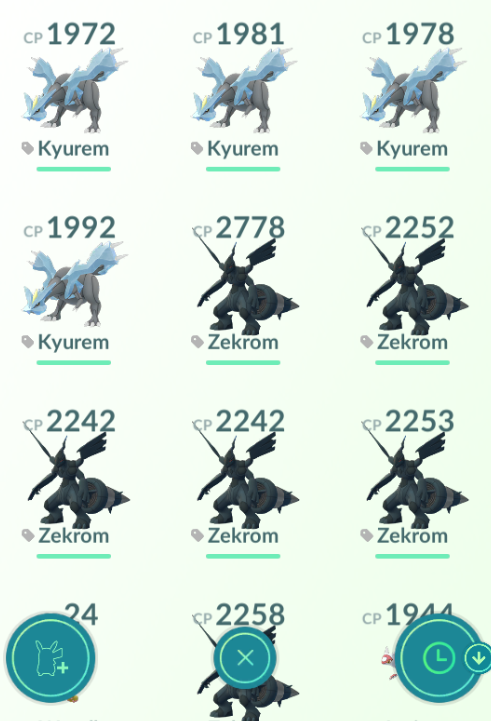 CP 1972 CP 1981 CP 1978
Kyurem Kyurem Kyurem
CP 1992 CP 2778 CP 2252
Kyurem Zekrom Zekrom
CP 2242 CP 2242 CP 2253
Zekrom Zekrom Zekrom
24 CP 2258 CP 1944